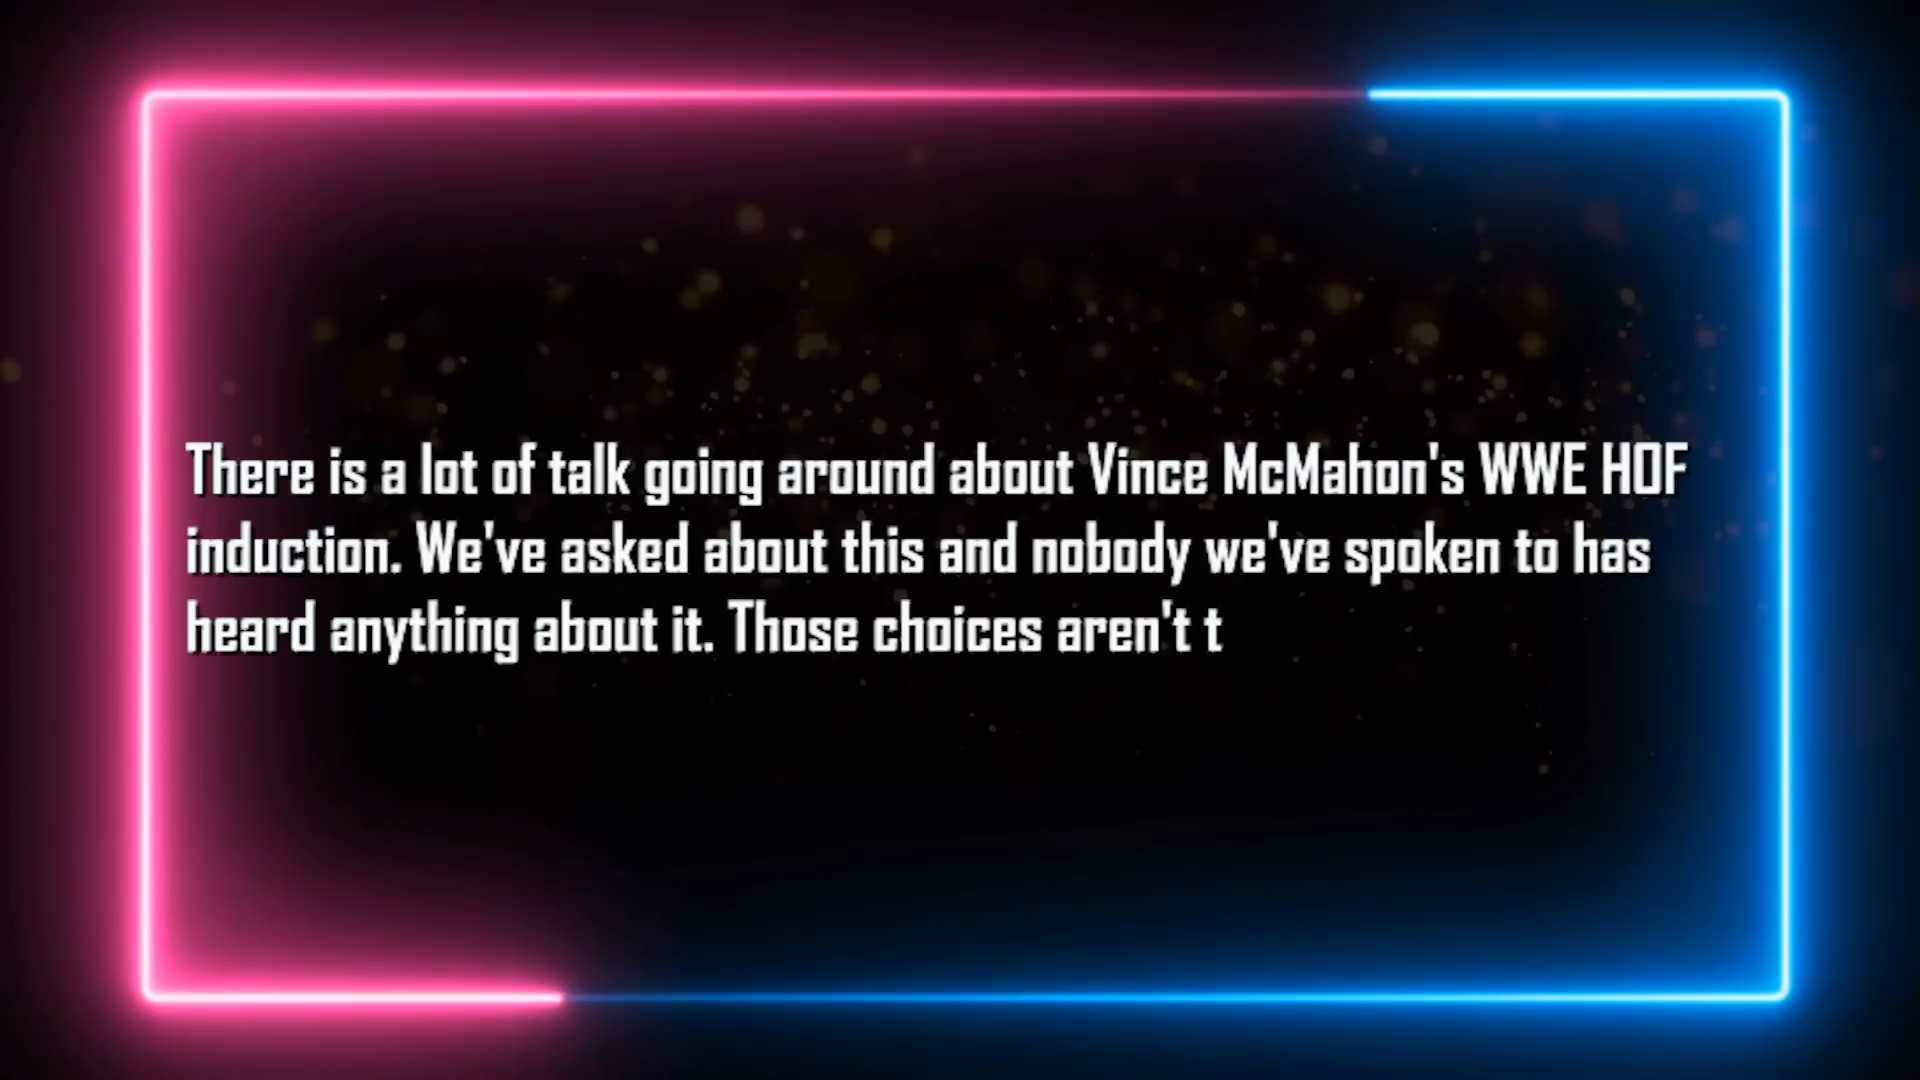 There is a lot of talk going around about Vince McMahon's WWE HOF
induction. We've asked about this and nobody we've spoken to has
heard anything about it. Those choices aren't t